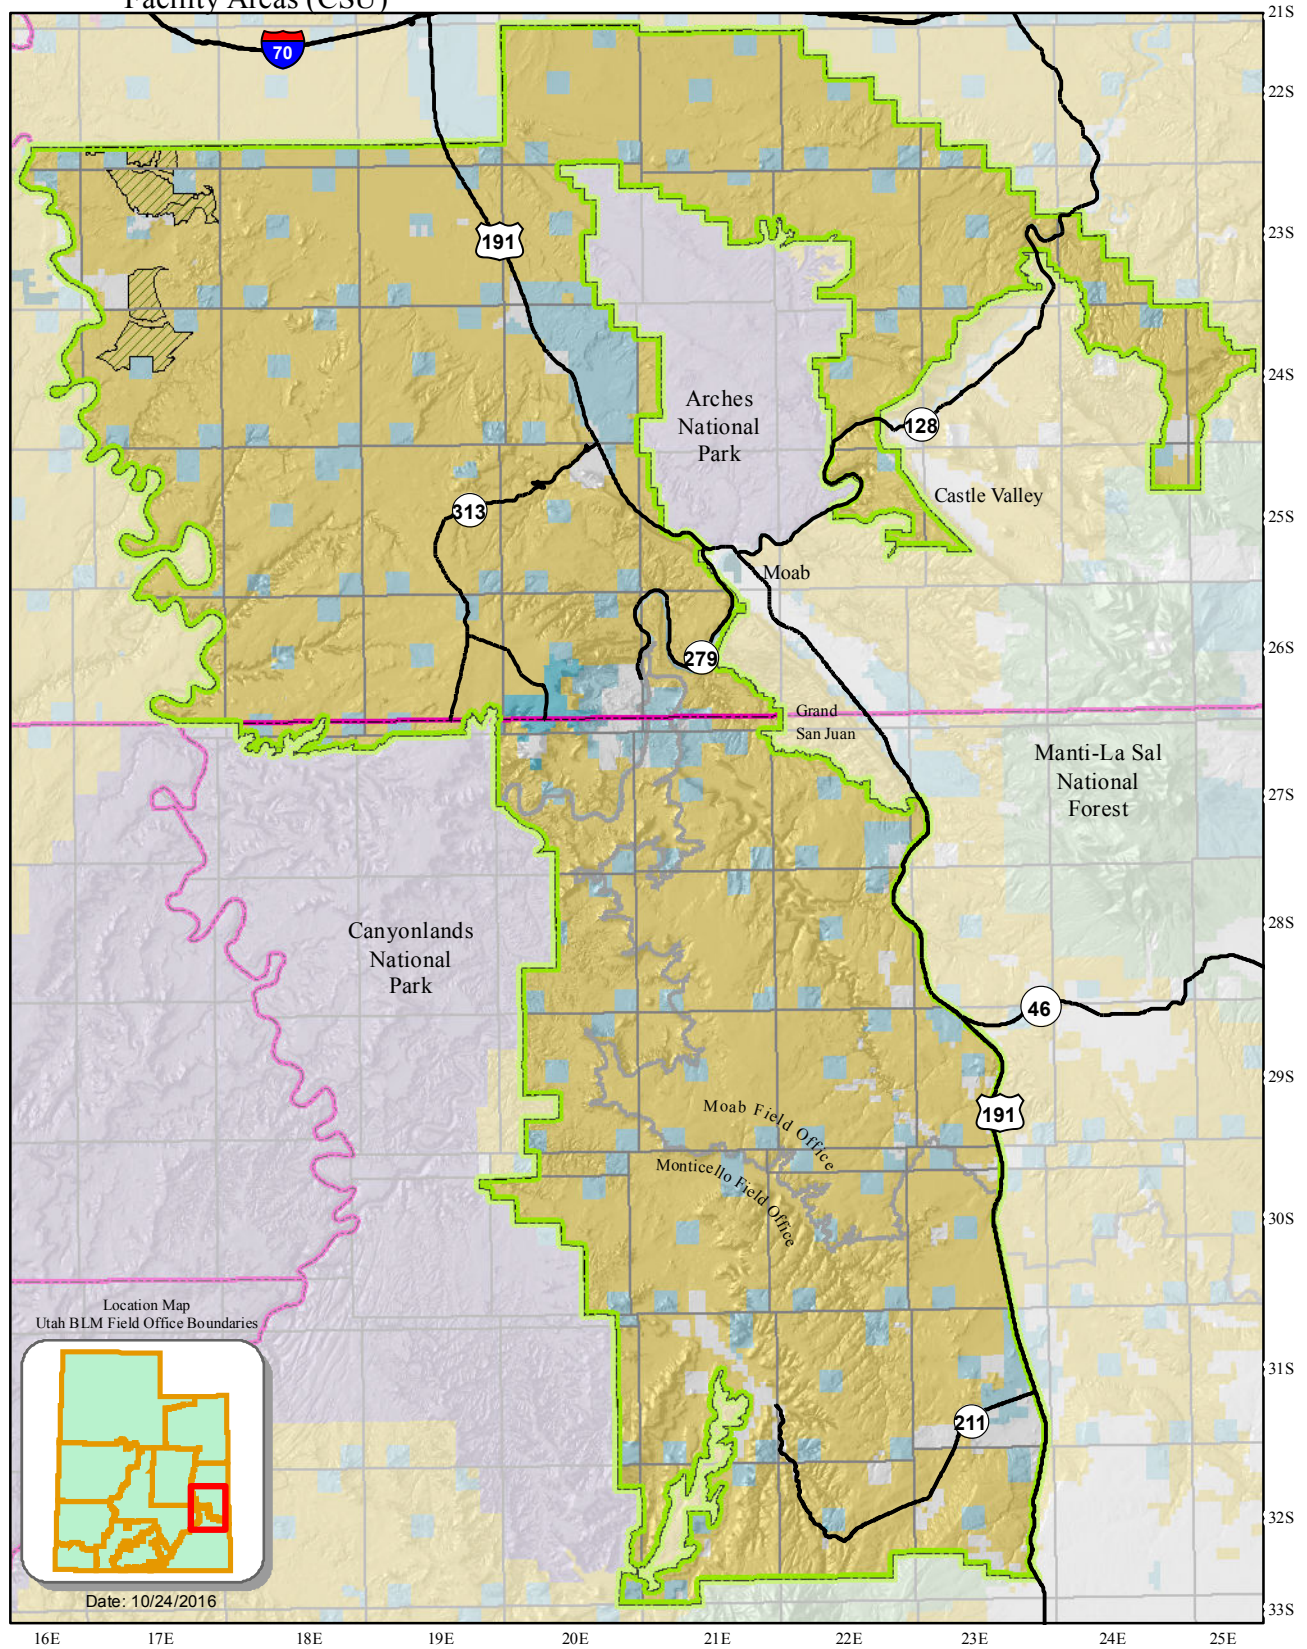 Facility Areas (CSU)
21S
70
22S
191
23S
24S
Arches
National
Park
128
Castle Valley
313
25S
Moab
279
26S
Grand
San Juan
Manti-La Sal
National
Forest
27S
Canyonlands
National
Park
28S
46
29S
Moab Field Office
191
Monticello Field Office
30S
Location Map
Utah BLM Field Office Boundaries
31S
211
32S
Date: 10/24/2016
33S
16E 17E 18E 19E 20E 21E 22E 23E 24E 25E